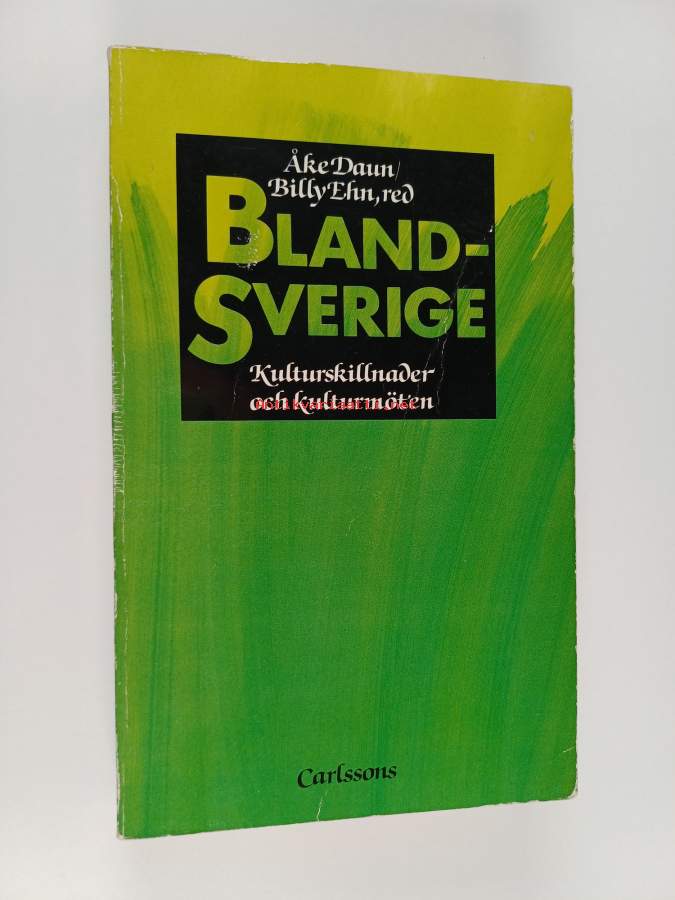 Åke Daun/
Billy Ehn, red
BLAND-
SVERIGE
Kulturskillnader
och kulturmöten
Carlssons